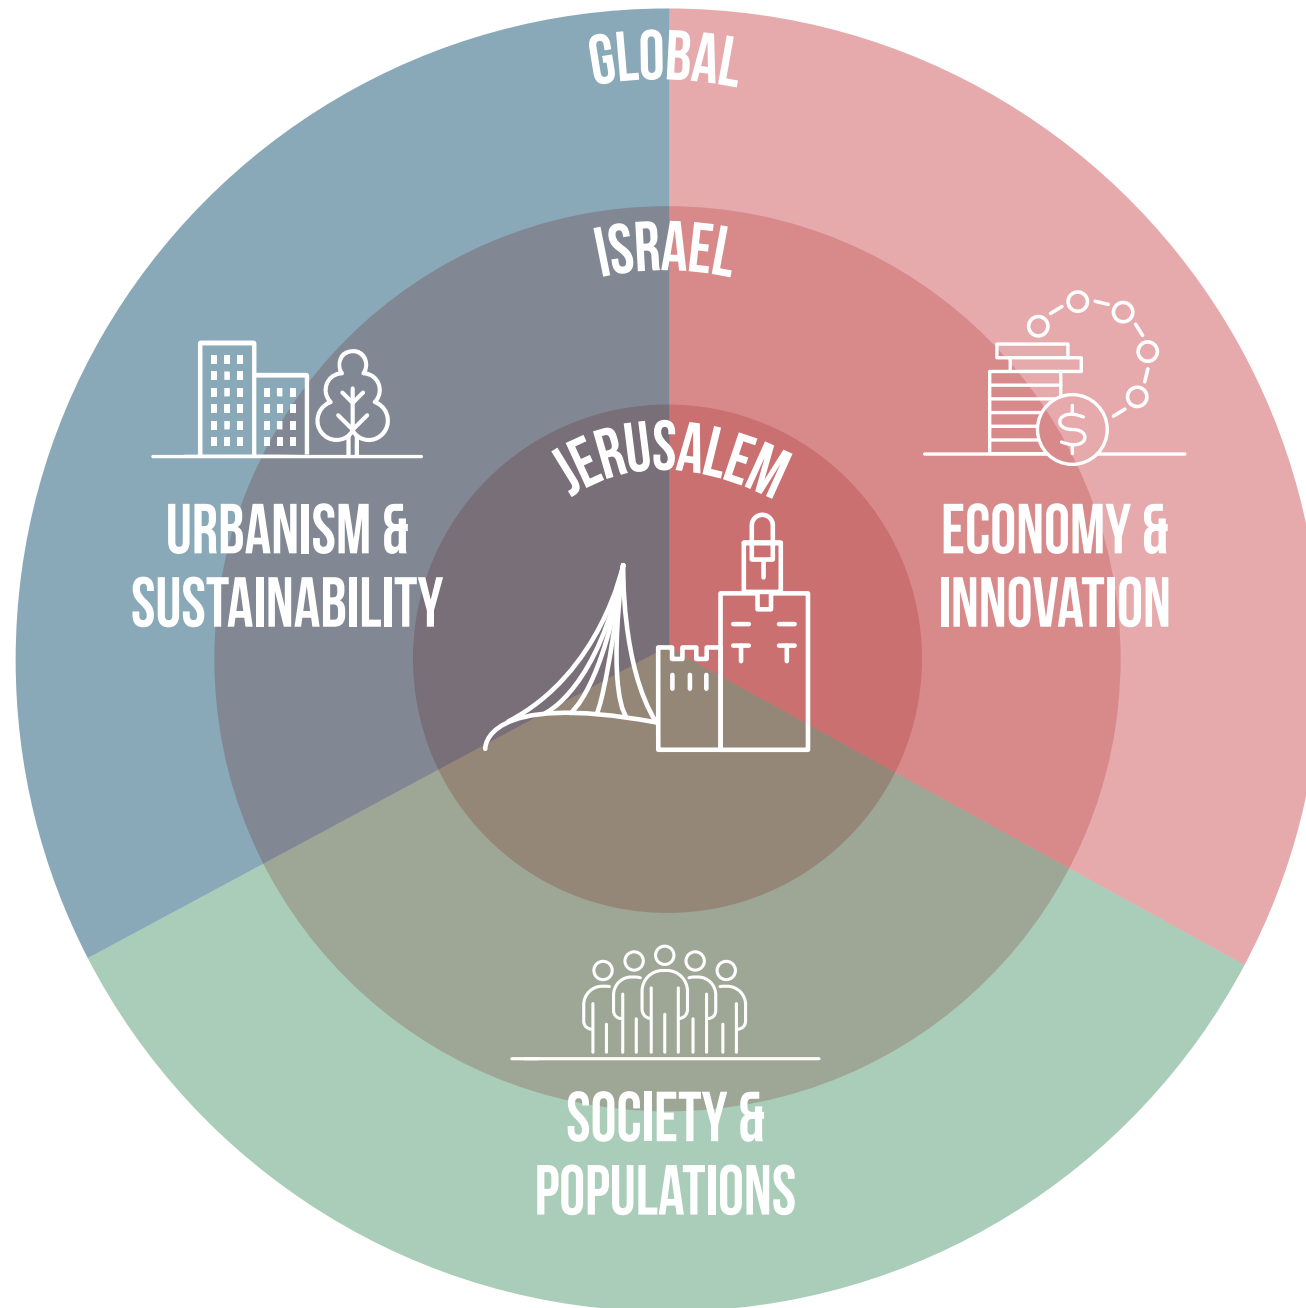 GLOBAL
ISRAEL
JERUSALEM
URBANISM &
SUSTAINABILITY
ECONOMY &
INNOVATION
$
SOCIETY &
POPULATIONS